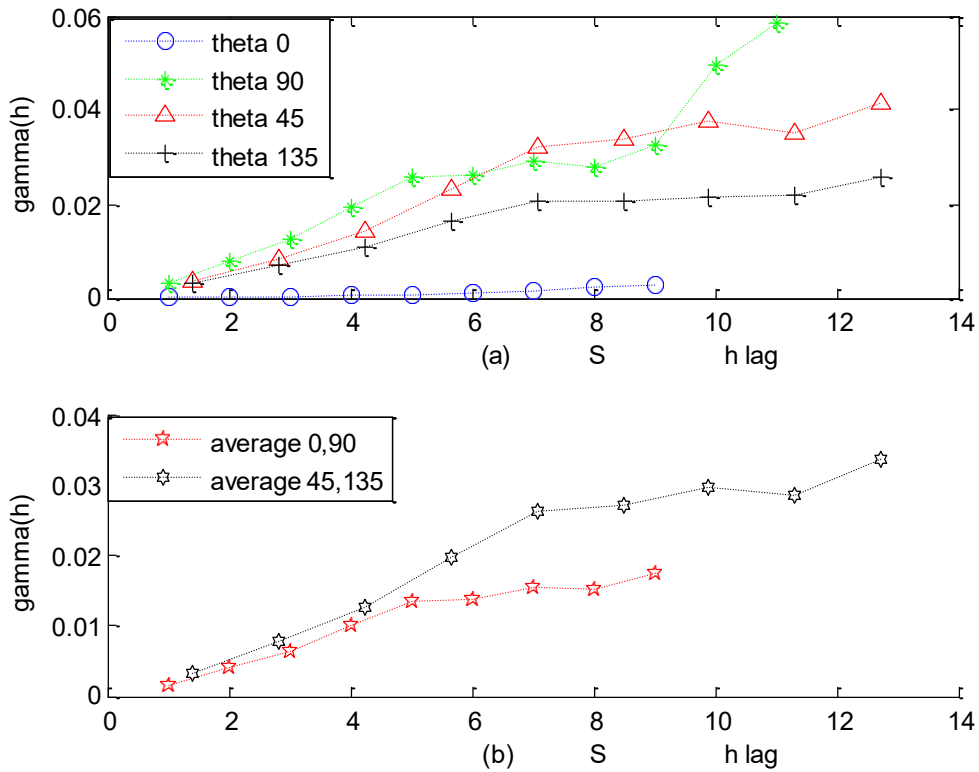 0.06
0.04
0.02
0
gamma(h)
theta 0
theta 90
theta 45
theta 135
0 2 4 6 8 10 12 14
(a) S h lag
0.04
0.03
0.02
0.01
0
gamma(h)
average 0,90
average 45,135
0 2 4 6 8 10 12 14
(b) S h lag